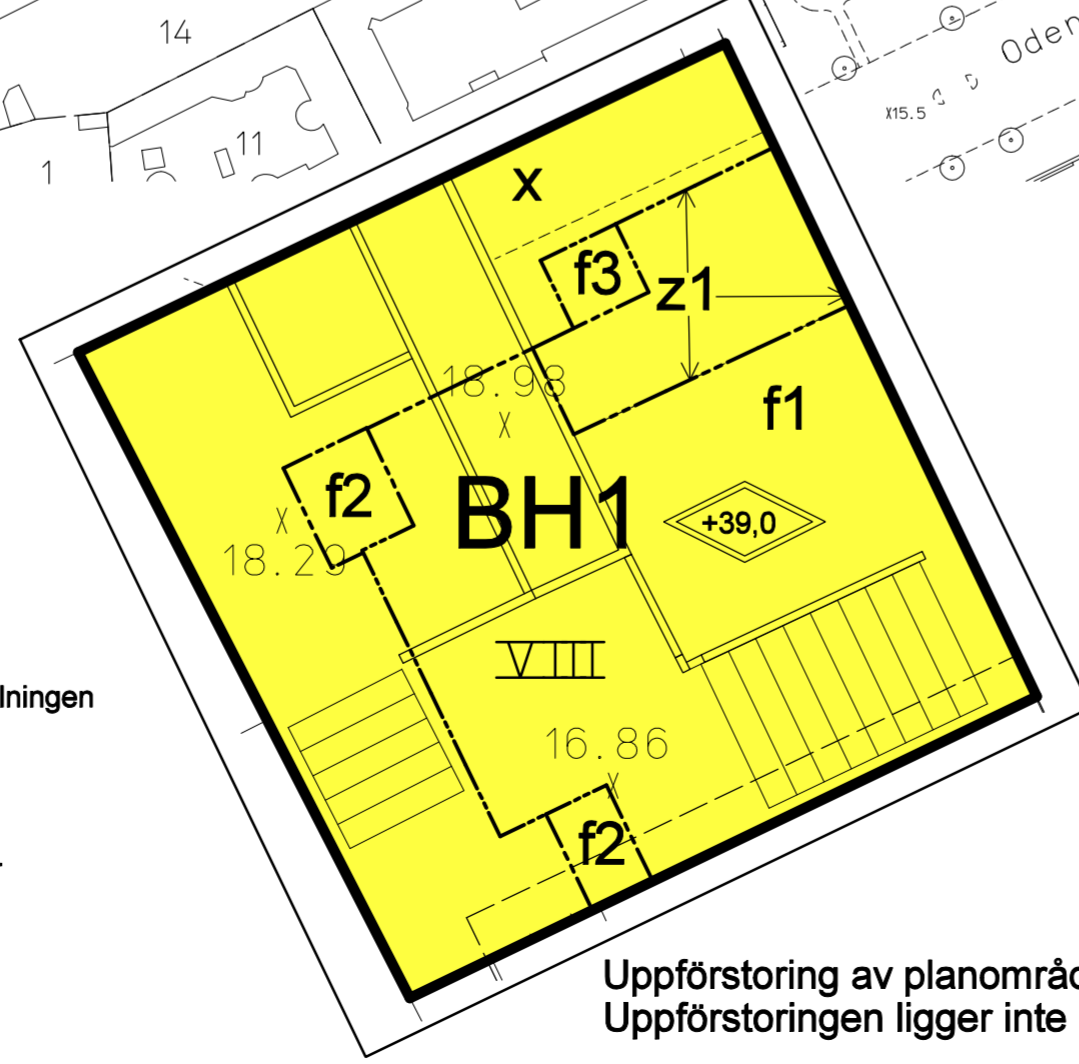 14
Oden
X15.5
11
1
x
f3
z1
18.98
X
f1
f2
BH1
+39,0
X
18.29
VIII
lningen
16.86
X
f2
Uppförstoring av planområd
Uppförstoringen ligger inte